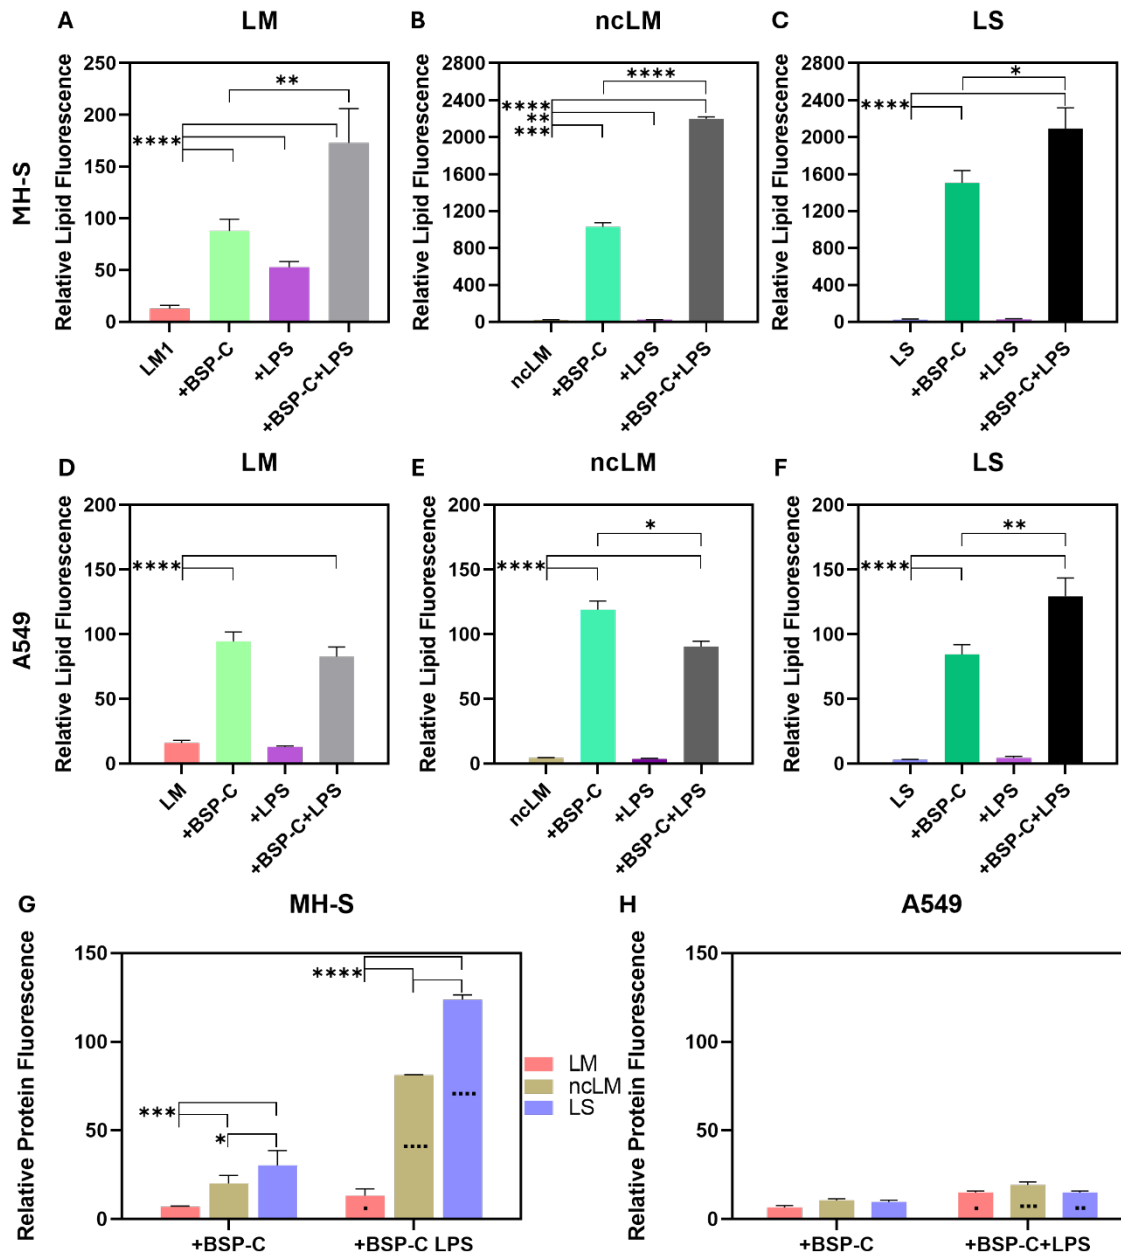 A LM
B ncLM
C LS
MH-S
Relative Lipid Fluorescence
250
200
150
100
50
0
**
****
LM1
+BSP-C
+LPS
+BSP-C+LPS
Relative Lipid Fluorescence
2800
2400
2000
1600
1200
800
400
0
****
****
**
***
ncLM
+BSP-C
+LPS
+BSP-C+LPS
Relative Lipid Fluorescence
2800
2400
2000
1600
1200
800
400
0
*
****
LS
+BSP-C
+LPS
+BSP-C+LPS
D LM
E ncLM
F LS
A549
Relative Lipid Fluorescence
200
150
100
50
0
****
LM
+BSP-C
+LPS
+BSP-C+LPS
Relative Lipid Fluorescence
200
150
100
50
0
*
****
ncLM
+BSP-C
+LPS
+BSP-C+LPS
Relative Lipid Fluorescence
200
150
100
50
0
**
****
LS
+BSP-C
+LPS
+BSP-C+LPS
G MH-S
Relative Protein Fluorescence
150
100
50
0
***
*
****
+BSP-C
+BSP-C LPS
LM
ncLM
LS
H A549
Relative Protein Fluorescence
150
100
50
0
+BSP-C
+BSP-C+LPS